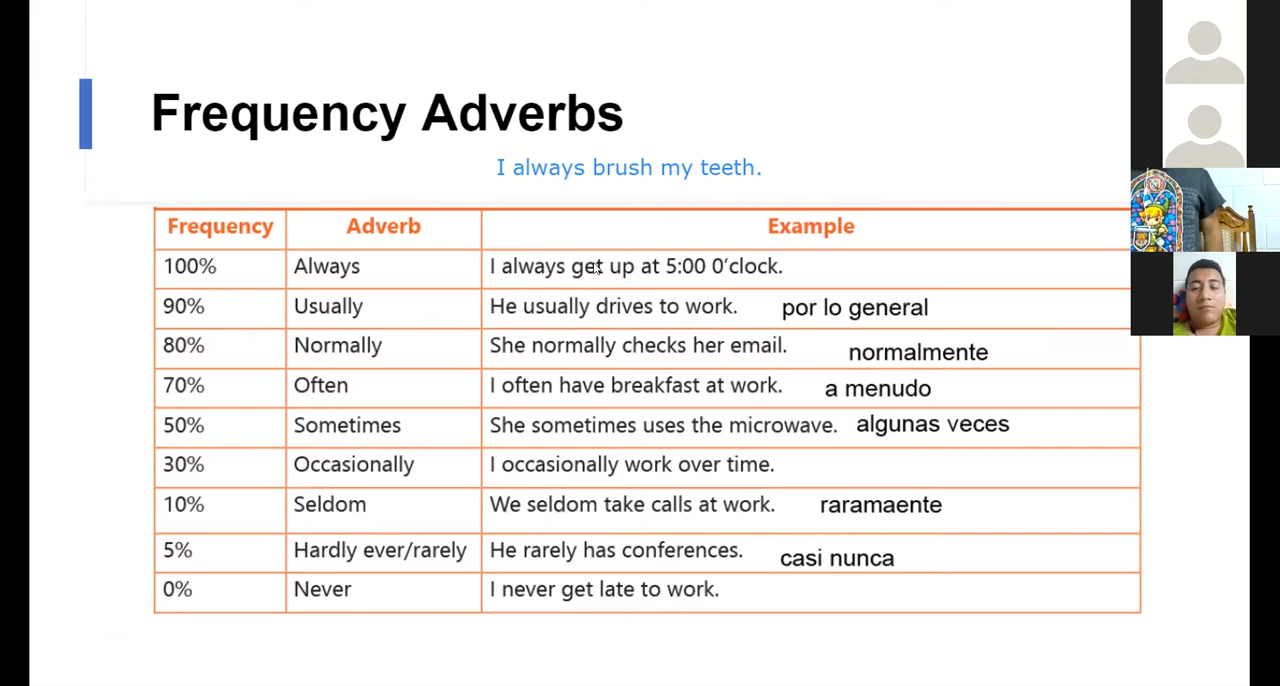 Frequency Adverbs
I always brush my teeth.
Frequency Adverb Example
100% Always I always get up at 5:00 0'clock.
90% Usually He usually drives to work. por lo general
80% Normally She normally checks her email. normalmente
70% Often I often have breakfast at work. a menudo
50% Sometimes She sometimes uses the microwave. algunas veces
30% Occasionally I occasionally work over time.
10% Seldom We seldom take calls at work. raramaente
5% Hardly ever/rarely He rarely has conferences. casi nunca
0% Never I never get late to work.